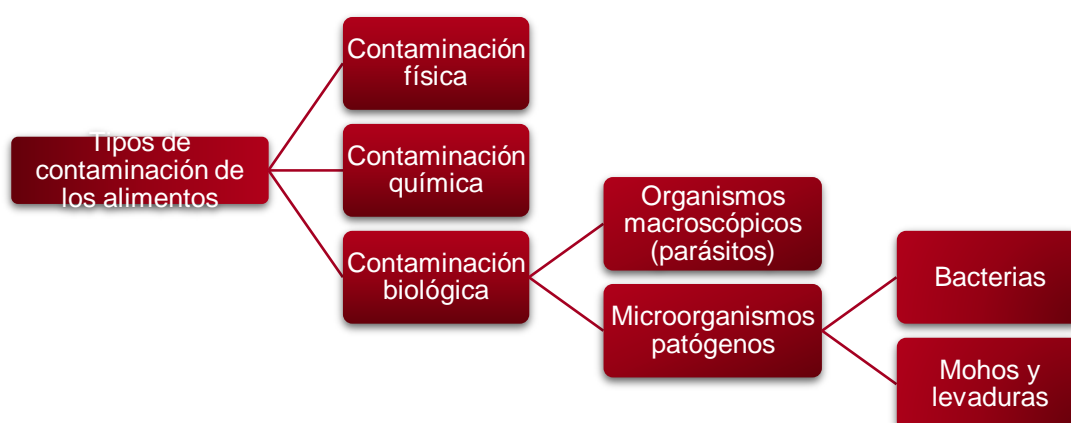 Contaminación
física
Tipos de
contaminación de
los alimentos
Contaminación
química
Contaminación
biológica
Organismos
macroscópicos
(parásitos)
Microorganismos
patógenos
Bacterias
Mohos y
levaduras